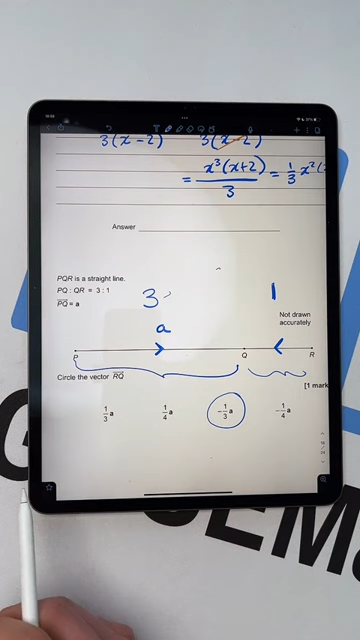 3(x-2) 3(x-2)
= x³(x+2)/3 = 1/3 x²(
Answer
PQR is a straight line.
PQ : QR = 3 : 1
PQ = a
3 1
a
Not drawn
accurately
P Q R
Circle the vector RQ
[1 mark
1/3 a 1/4 a -1/3 a -1/4 a